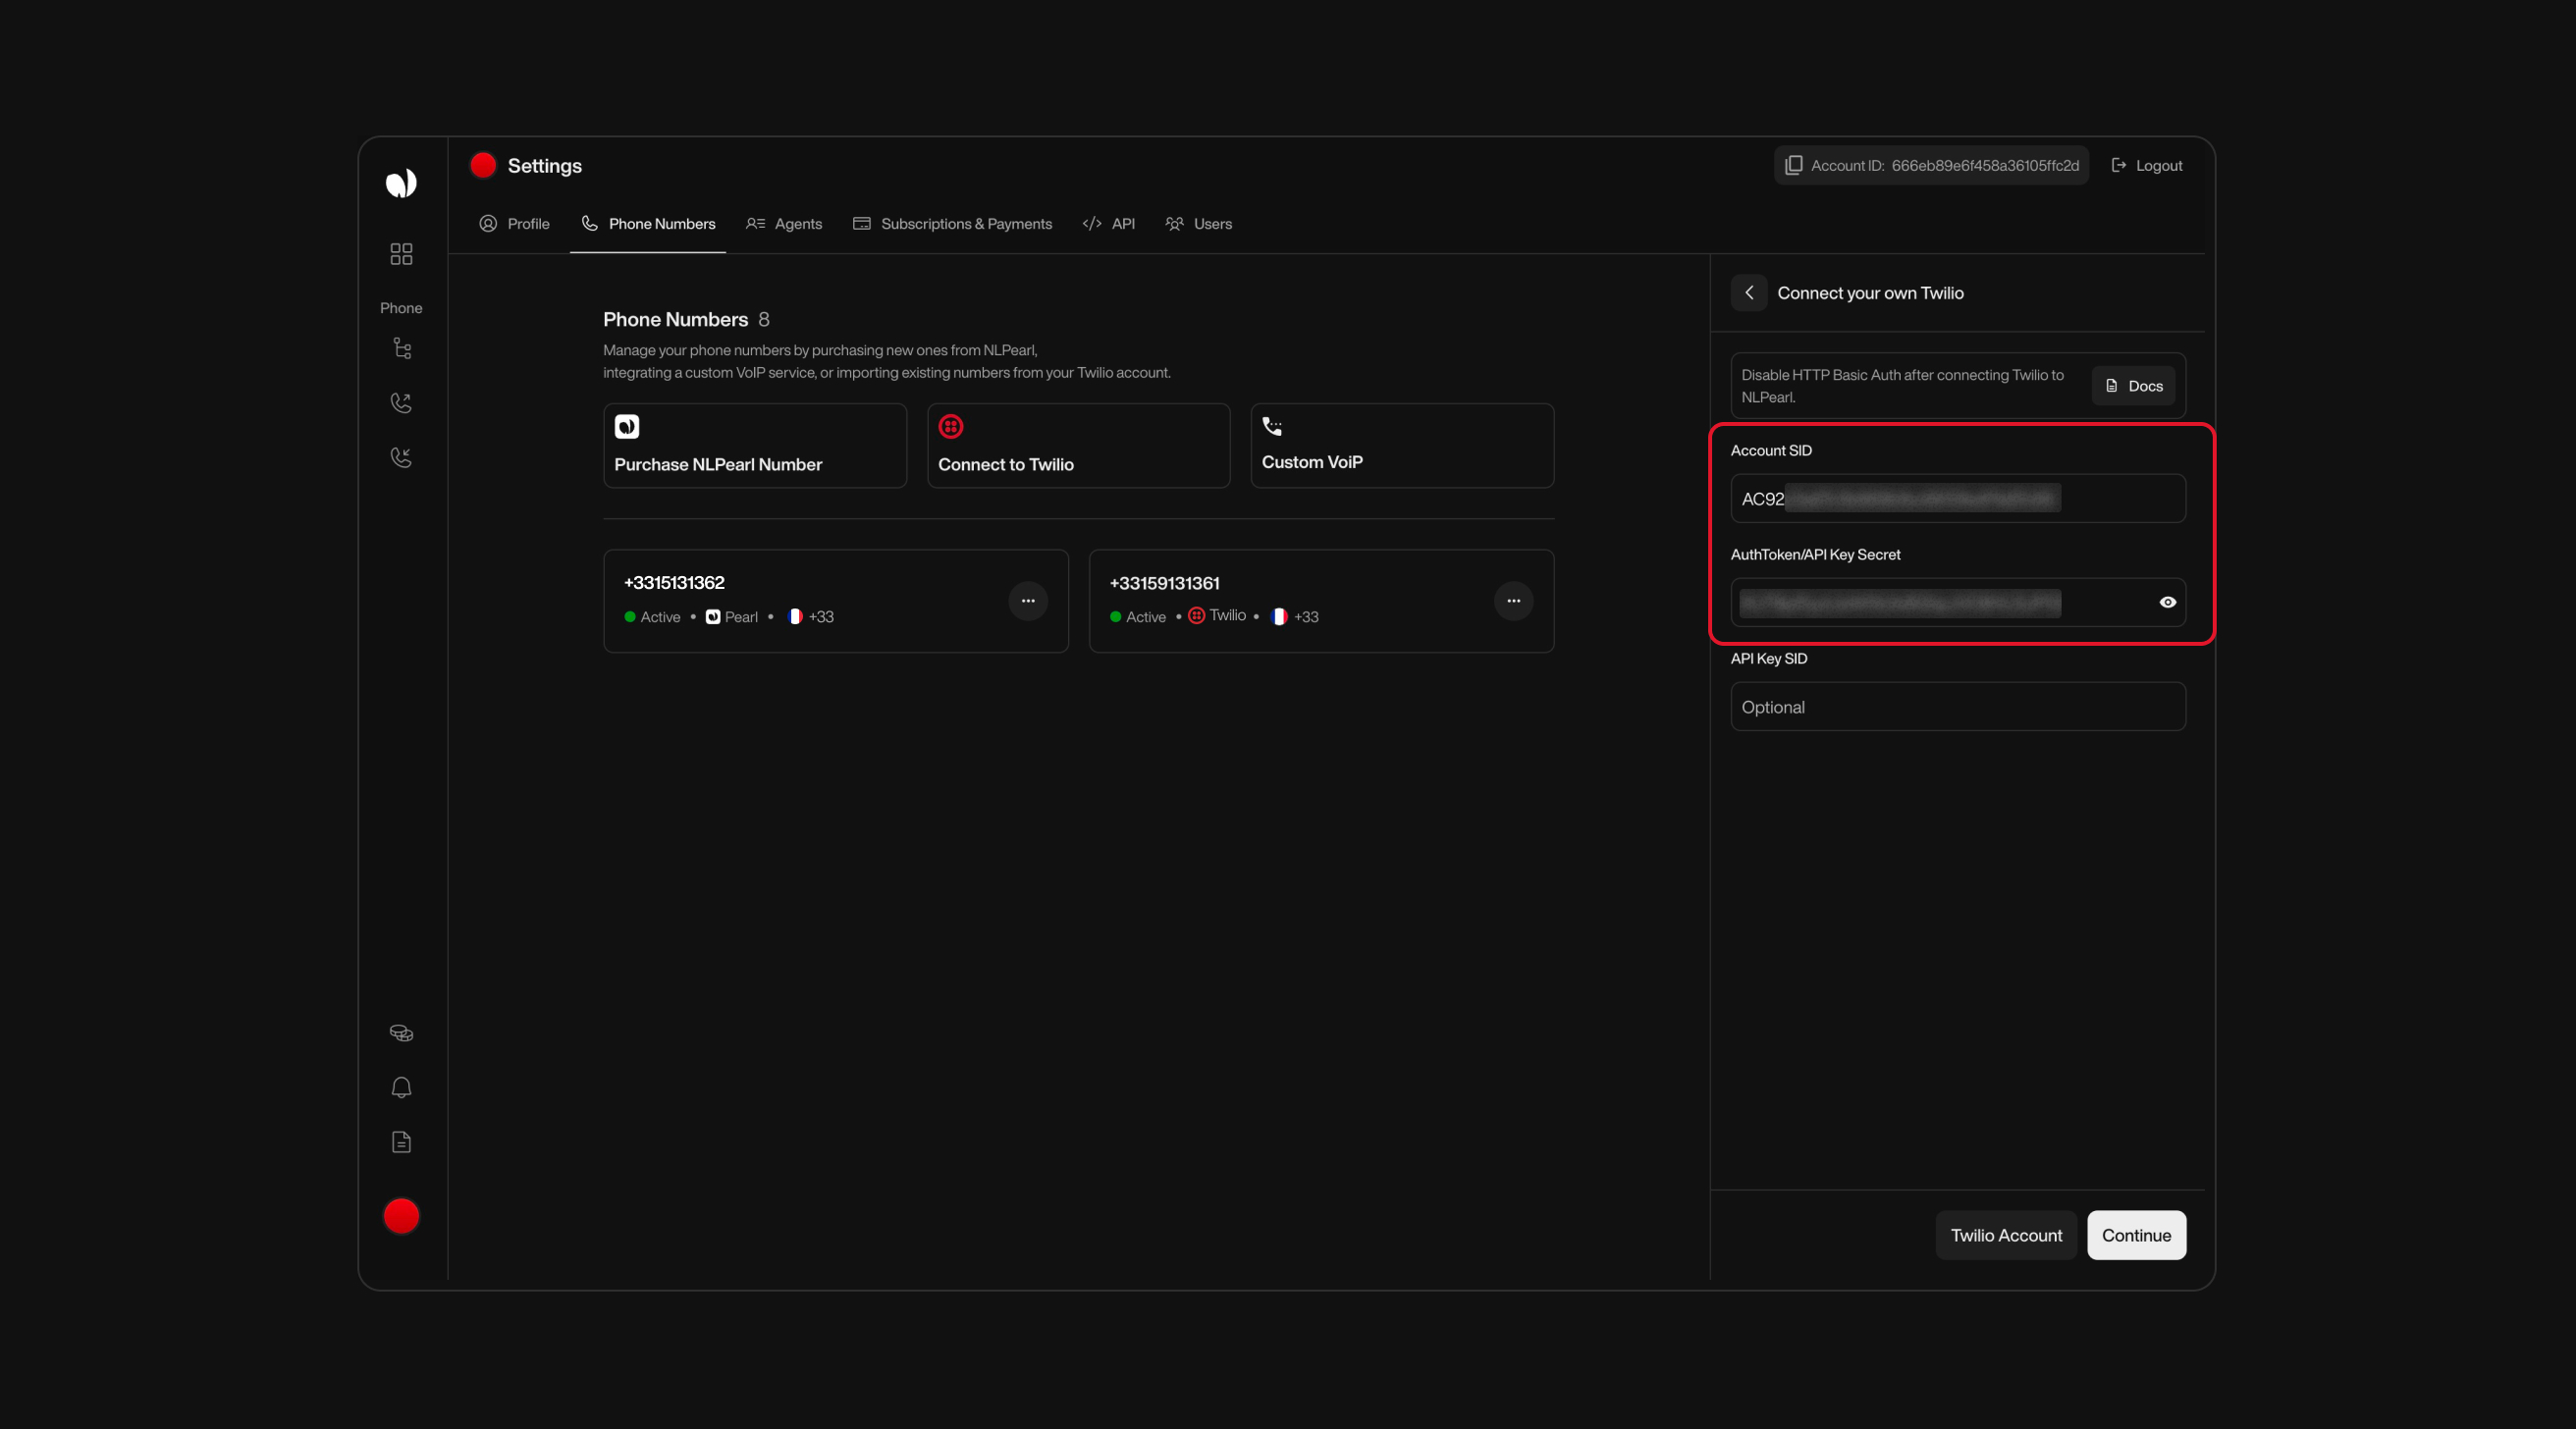 Settings
Account ID: 666eb89e6f458a36105ffc2d
Logout
Profile
Phone Numbers
Agents
Subscriptions & Payments
API
Users
Phone
Phone Numbers 8
Manage your phone numbers by purchasing new ones from NLPearl,
integrating a custom VoIP service, or importing existing numbers from your Twilio account.
Purchase NLPearl Number
Connect to Twilio
Custom VoiP
+3315131362
Active • Pearl • +33
+33159131361
Active • Twilio • +33
Connect your own Twilio
Disable HTTP Basic Auth after connecting Twilio to
NLPearl.
Docs
Account SID
AC92
AuthToken/API Key Secret
API Key SID
Optional
Twilio Account
Continue